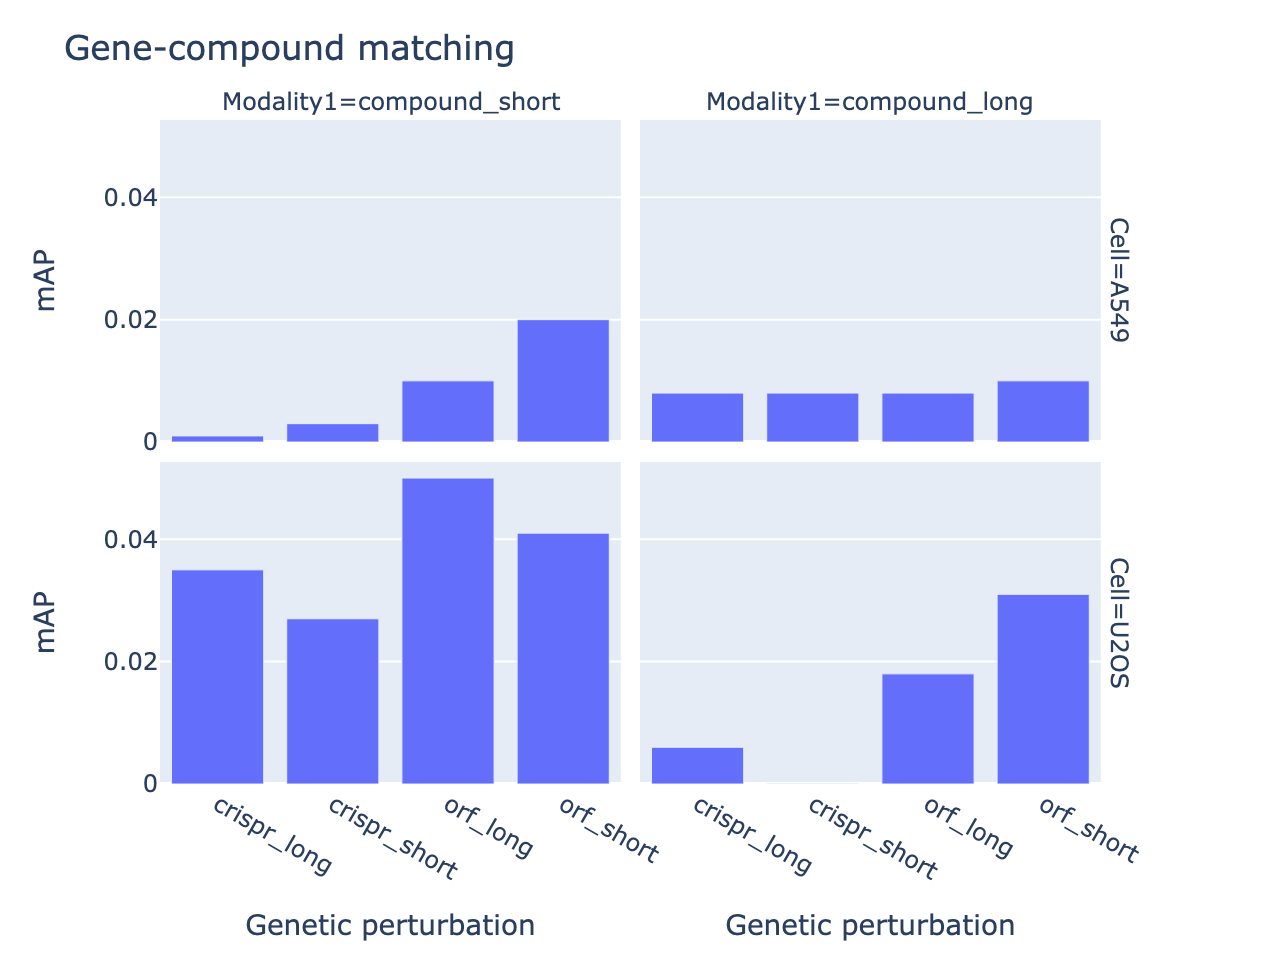 Gene-compound matching
Modality1=compound_short
Modality1=compound_long
0.04
0.02
0
mAP
Cell=A549
0.04
0.02
0
mAP
Cell=U2OS
crispr_long
crispr_short
orf_long
orf_short
crispr_long
crispr_short
orf_long
orf_short
Genetic perturbation
Genetic perturbation